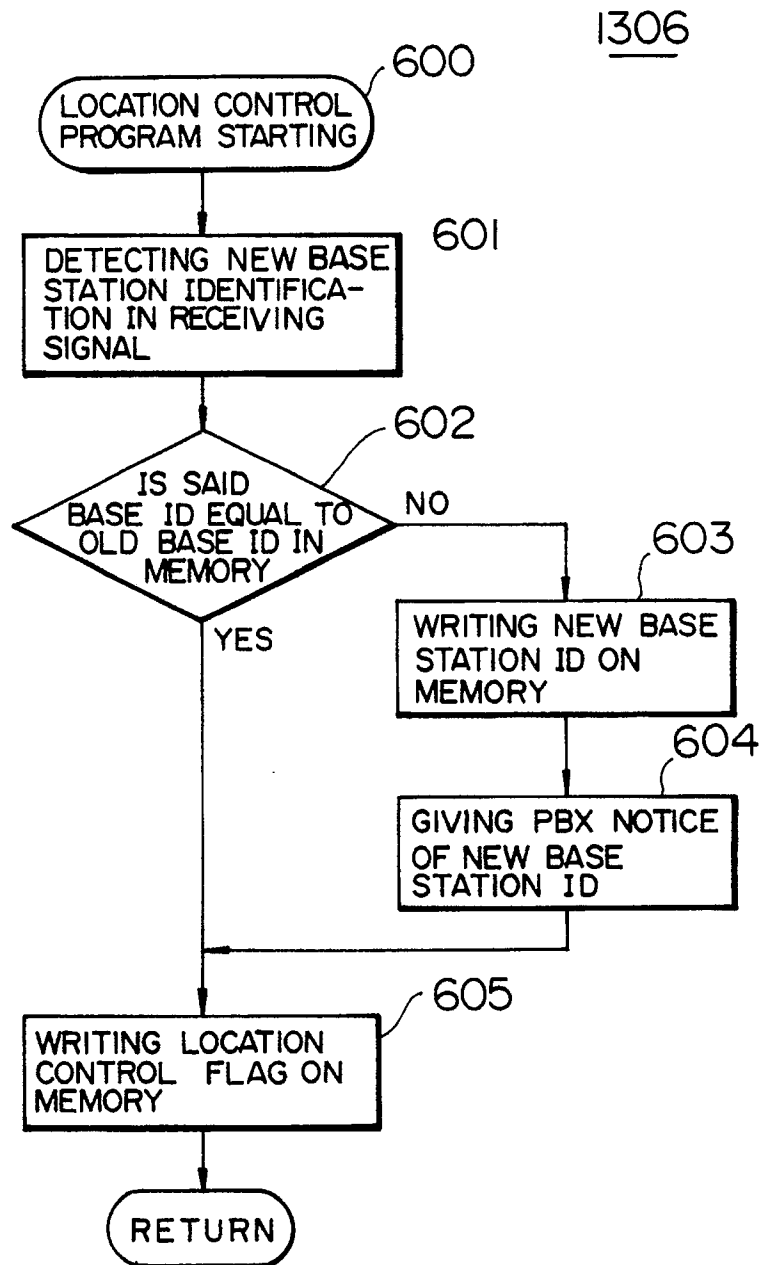 1306
600
LOCATION CONTROL
PROGRAM STARTING
601
DETECTING NEW BASE
STATION IDENTIFICA-
TION IN RECEIVING
SIGNAL
602
IS SAID
BASE ID EQUAL TO
OLD BASE ID IN
MEMORY
NO
YES
603
WRITING NEW BASE
STATION ID ON
MEMORY
604
GIVING PBX NOTICE
OF NEW BASE
STATION ID
605
WRITING LOCATION
CONTROL FLAG ON
MEMORY
RETURN